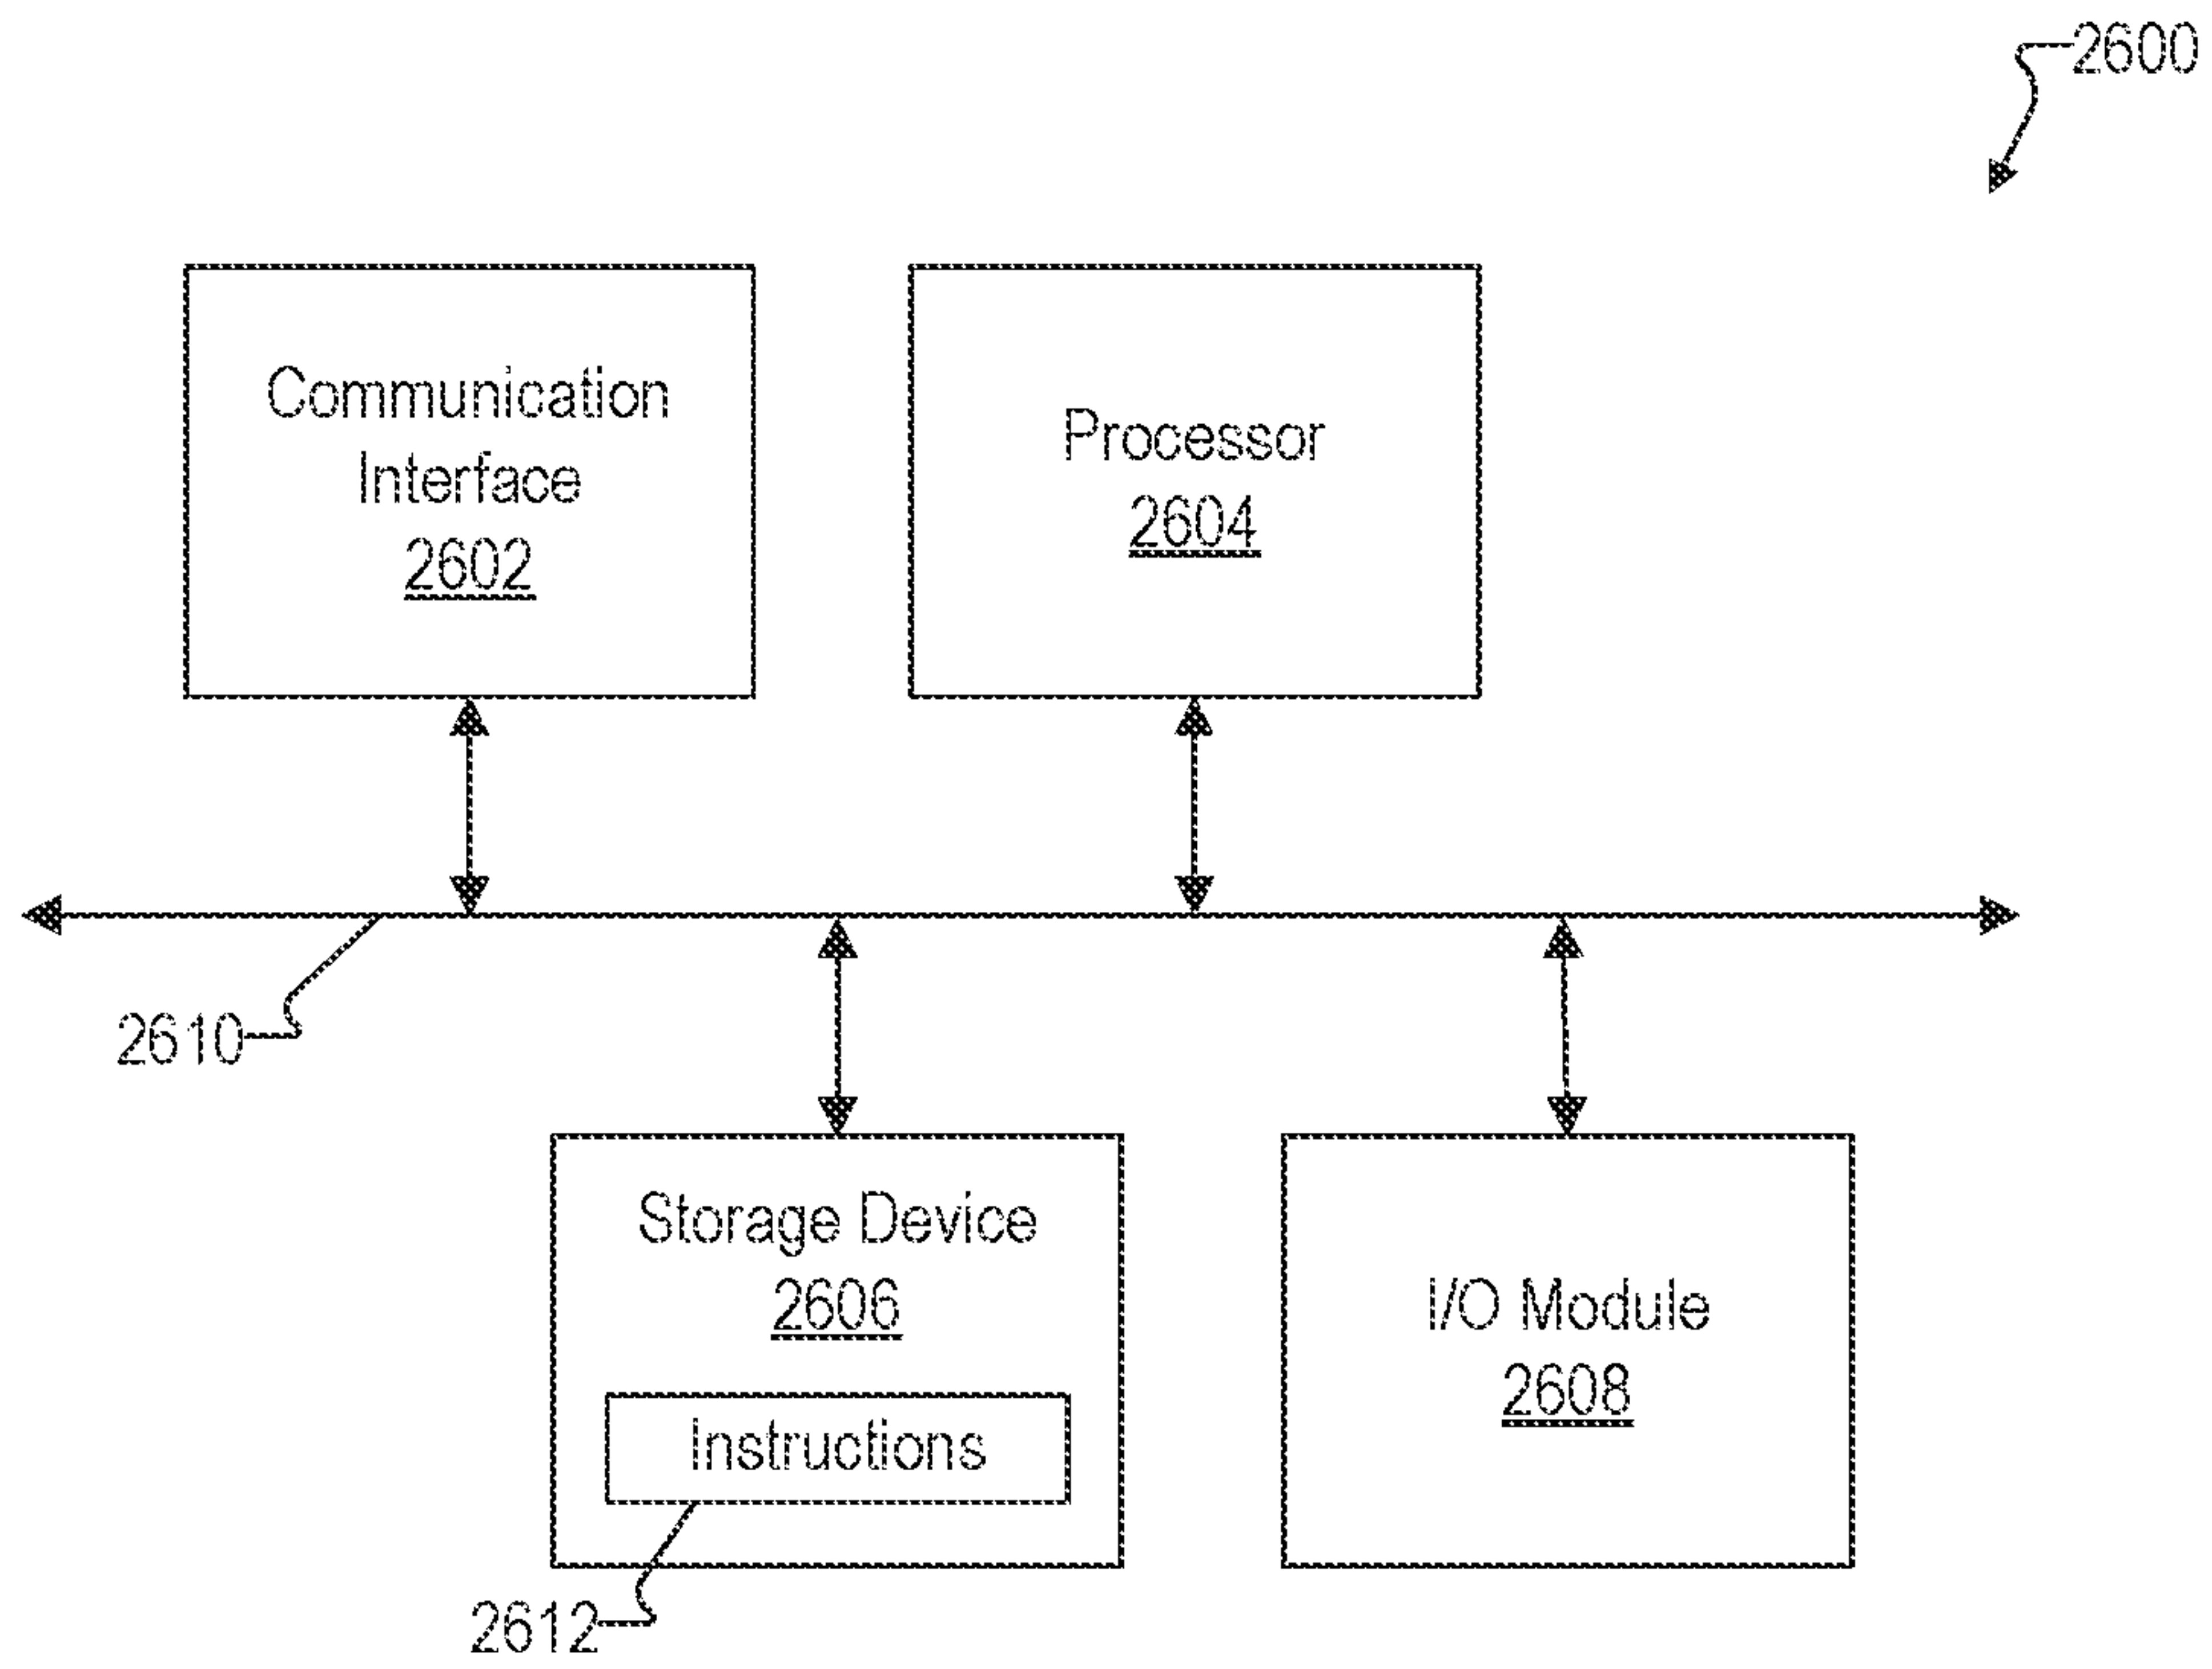 2600
Communication
Interface
2602
Processor
2604
2610
Storage Device
2606
Instructions
2612
I/O Module
2608